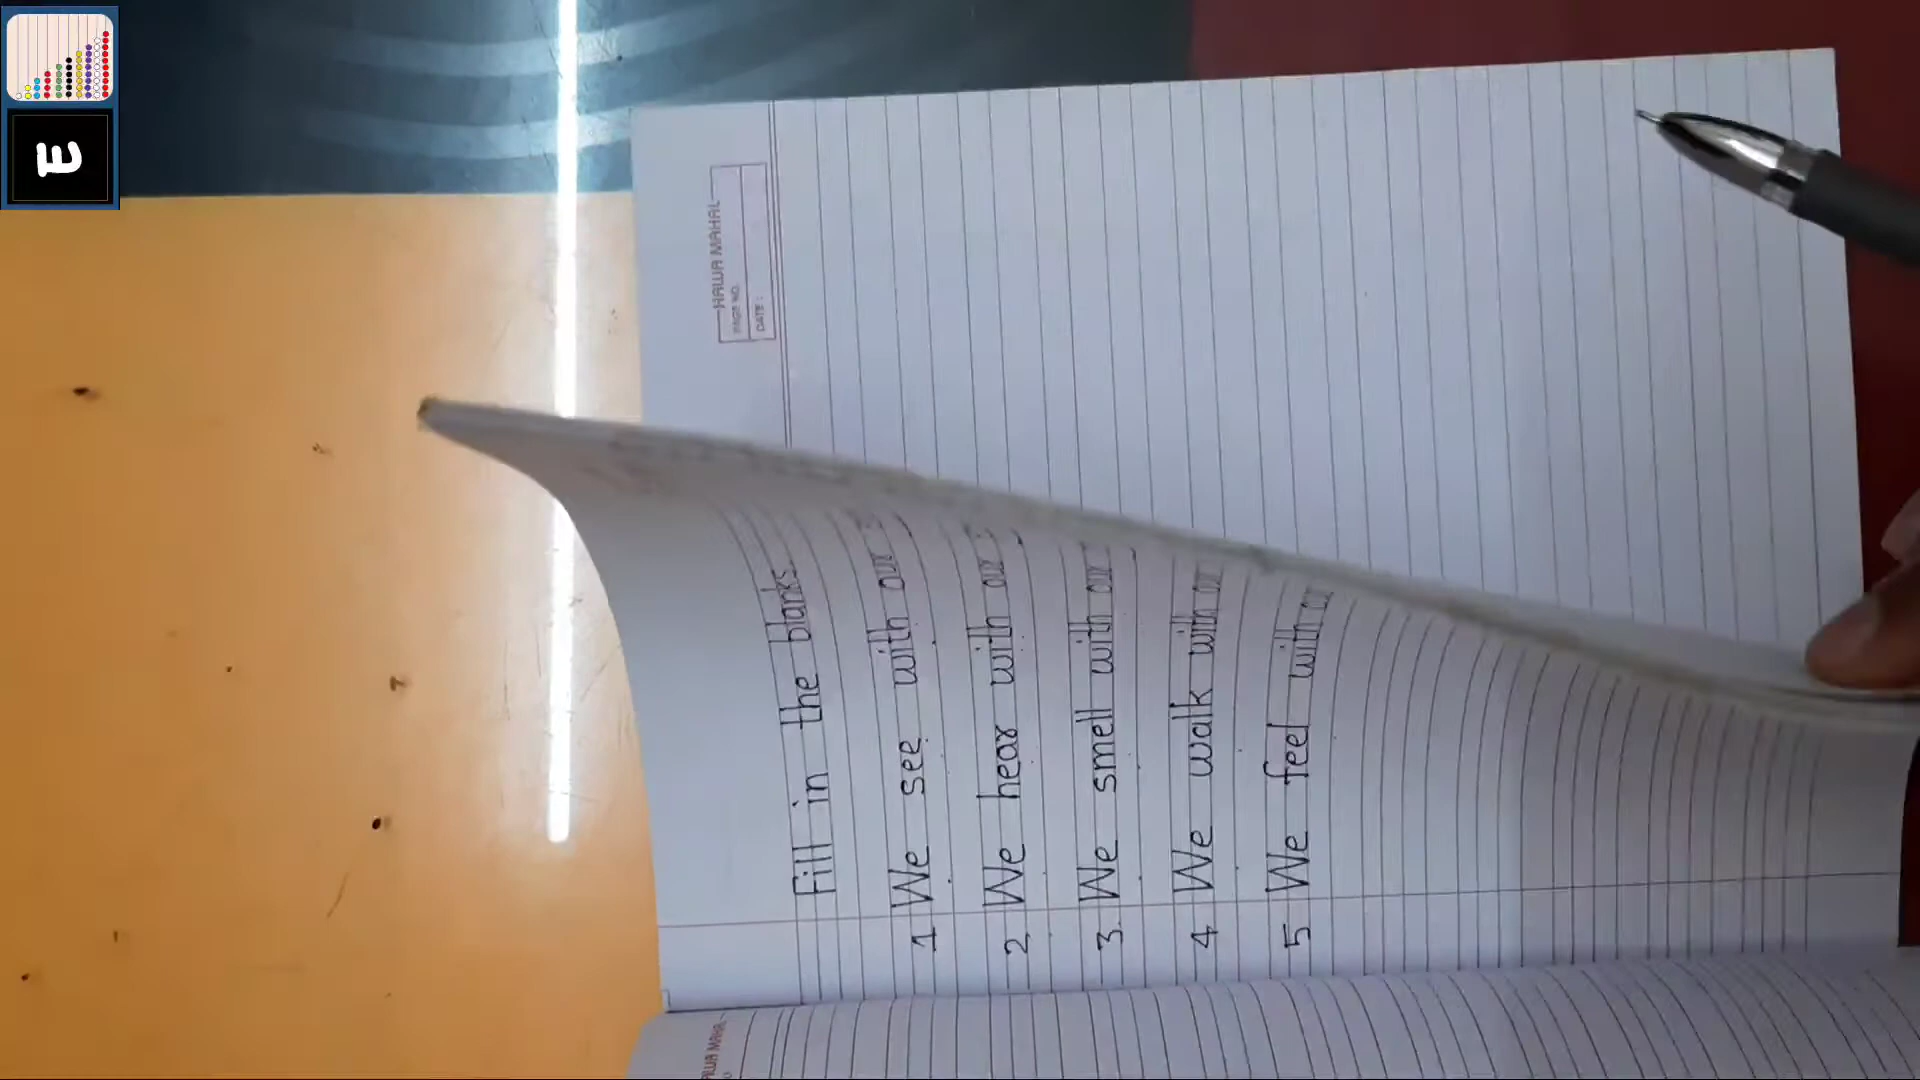 HAWA MAHAL
PAGE NO.
DATE :
Fill in the blanks
1 We see with our
2 We hear with our
3. We smell with our
4 We walk with our
5 We feel with